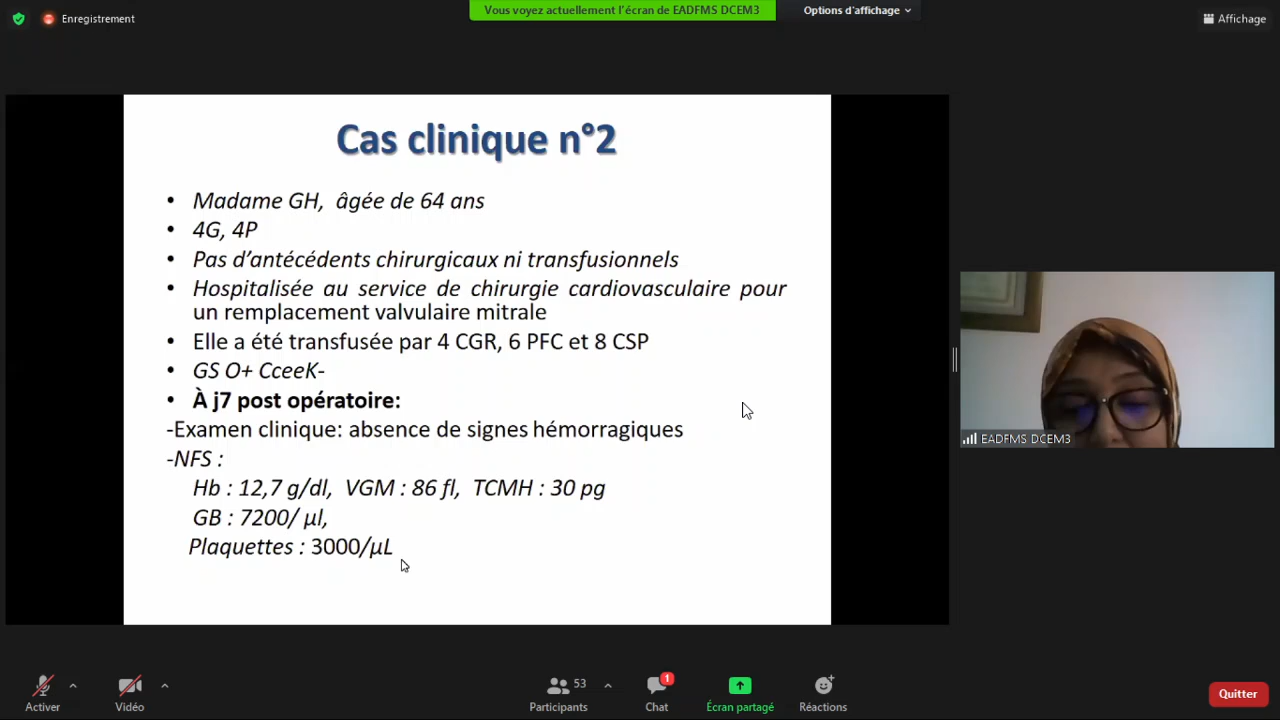 Enregistrement
Vous voyez actuellement l'écran de EADFMS DCEM3
Options d'affichage
Affichage
Cas clinique n°2
• Madame GH, âgée de 64 ans
• 4G, 4P
• Pas d'antécédents chirurgicaux ni transfusionnels
• Hospitalisée au service de chirurgie cardiovasculaire pour
un remplacement valvulaire mitrale
• Elle a été transfusée par 4 CGR, 6 PFC et 8 CSP
• GS O+ CceeK-
• À j7 post opératoire:
-Examen clinique: absence de signes hémorragiques
-NFS :
Hb : 12,7 g/dl, VGM : 86 fl, TCMH : 30 pg
GB : 7200/ µl,
Plaquettes : 3000/µL
EADFMS DCEM3
Activer
Vidéo
53
Participants
1
Chat
Écran partagé
Réactions
Quitter